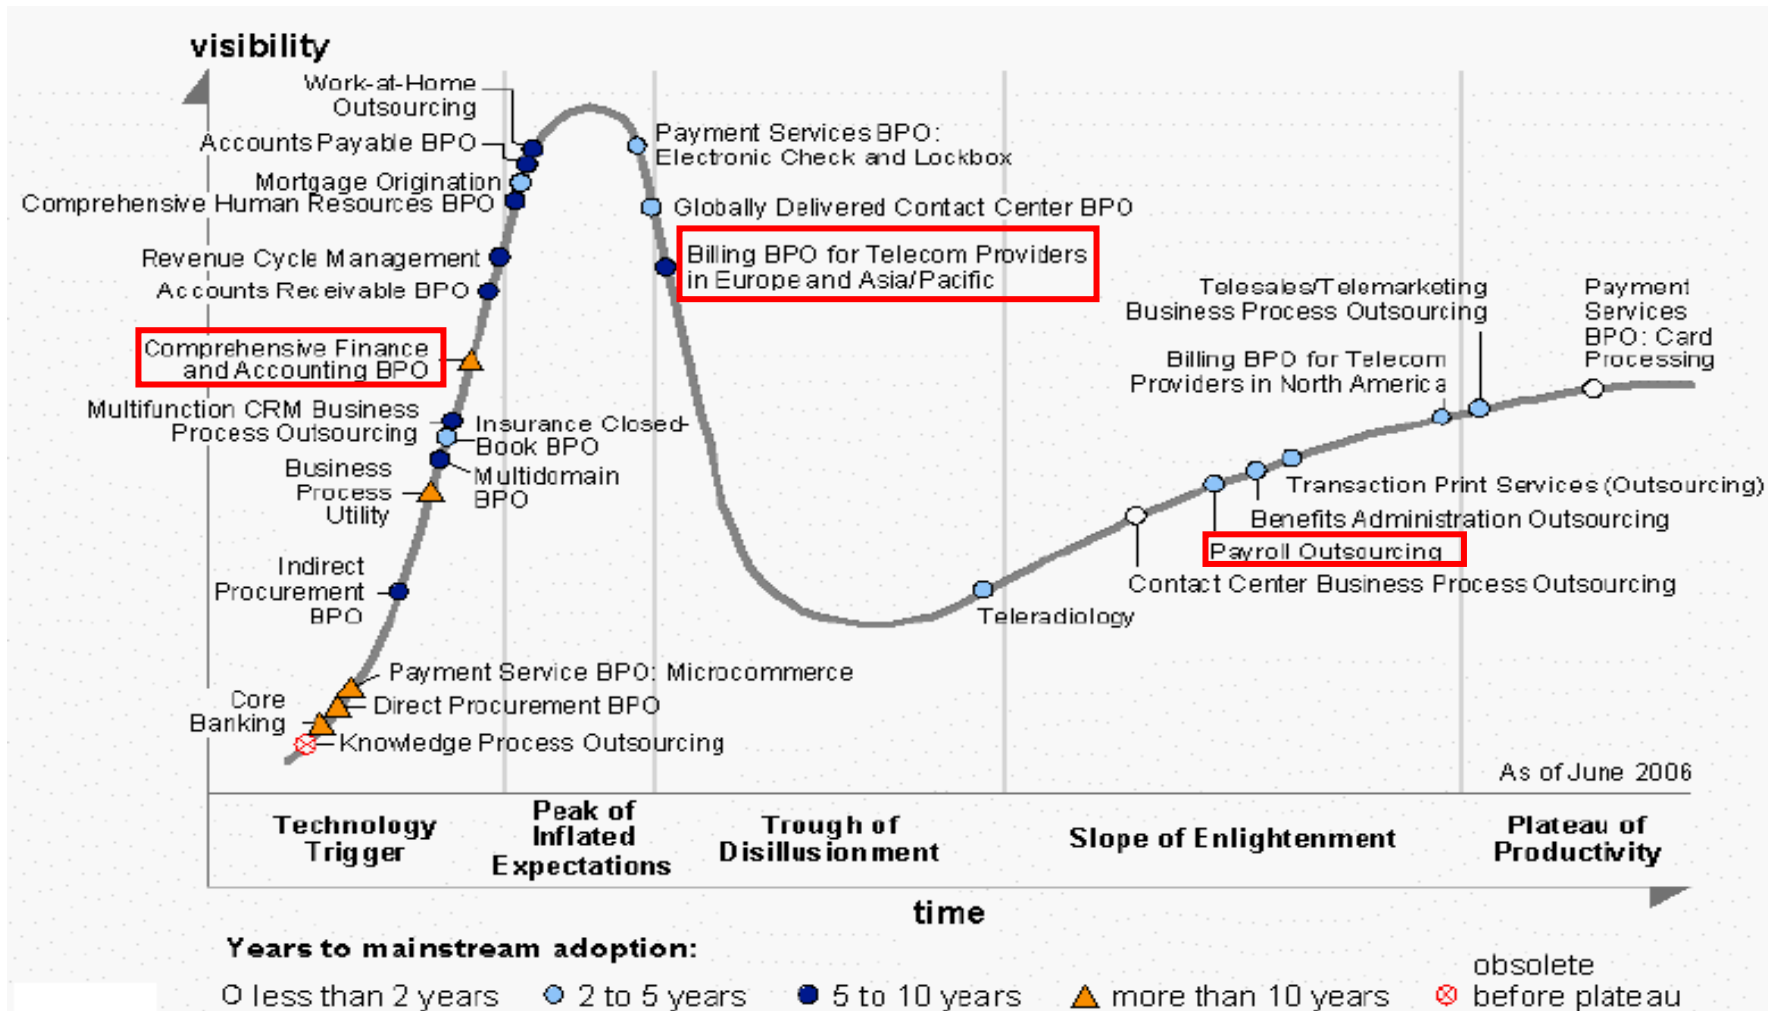 visibility
Work-at-Home
Outsourcing
Accounts Payable BPO
Mortgage Origination
Comprehensive Human Resources BPO
Revenue Cycle Management
Accounts Receivable BPO
Comprehensive Finance
and Accounting BPO
Multifunction CRM Business
Process Outsourcing
Insurance Closed-
Book BPO
Business
Process
Utility
Multidomain
BPO
Indirect
Procurement
BPO
Payment Service BPO: Microcommerce
Core
Banking
Direct Procurement BPO
Knowledge Process Outsourcing
Payment Services BPO:
Electronic Check and Lockbox
Globally Delivered Contact Center BPO
Billing BPO for Telecom Providers
in Europe and Asia/Pacific
Telesales/Telemarketing
Business Process Outsourcing
Payment
Services
BPO: Card
Processing
Billing BPO for Telecom
Providers in North America
Transaction Print Services (Outsourcing)
Benefits Administration Outsourcing
Payroll Outsourcing
Contact Center Business Process Outsourcing
Teleradiology
As of June 2006
Technology
Trigger
Peak of
Inflated
Expectations
Trough of
Disillusionment
Slope of Enlightenment
Plateau of
Productivity
time
Years to mainstream adoption:
less than 2 years
2 to 5 years
5 to 10 years
more than 10 years
obsolete
before plateau